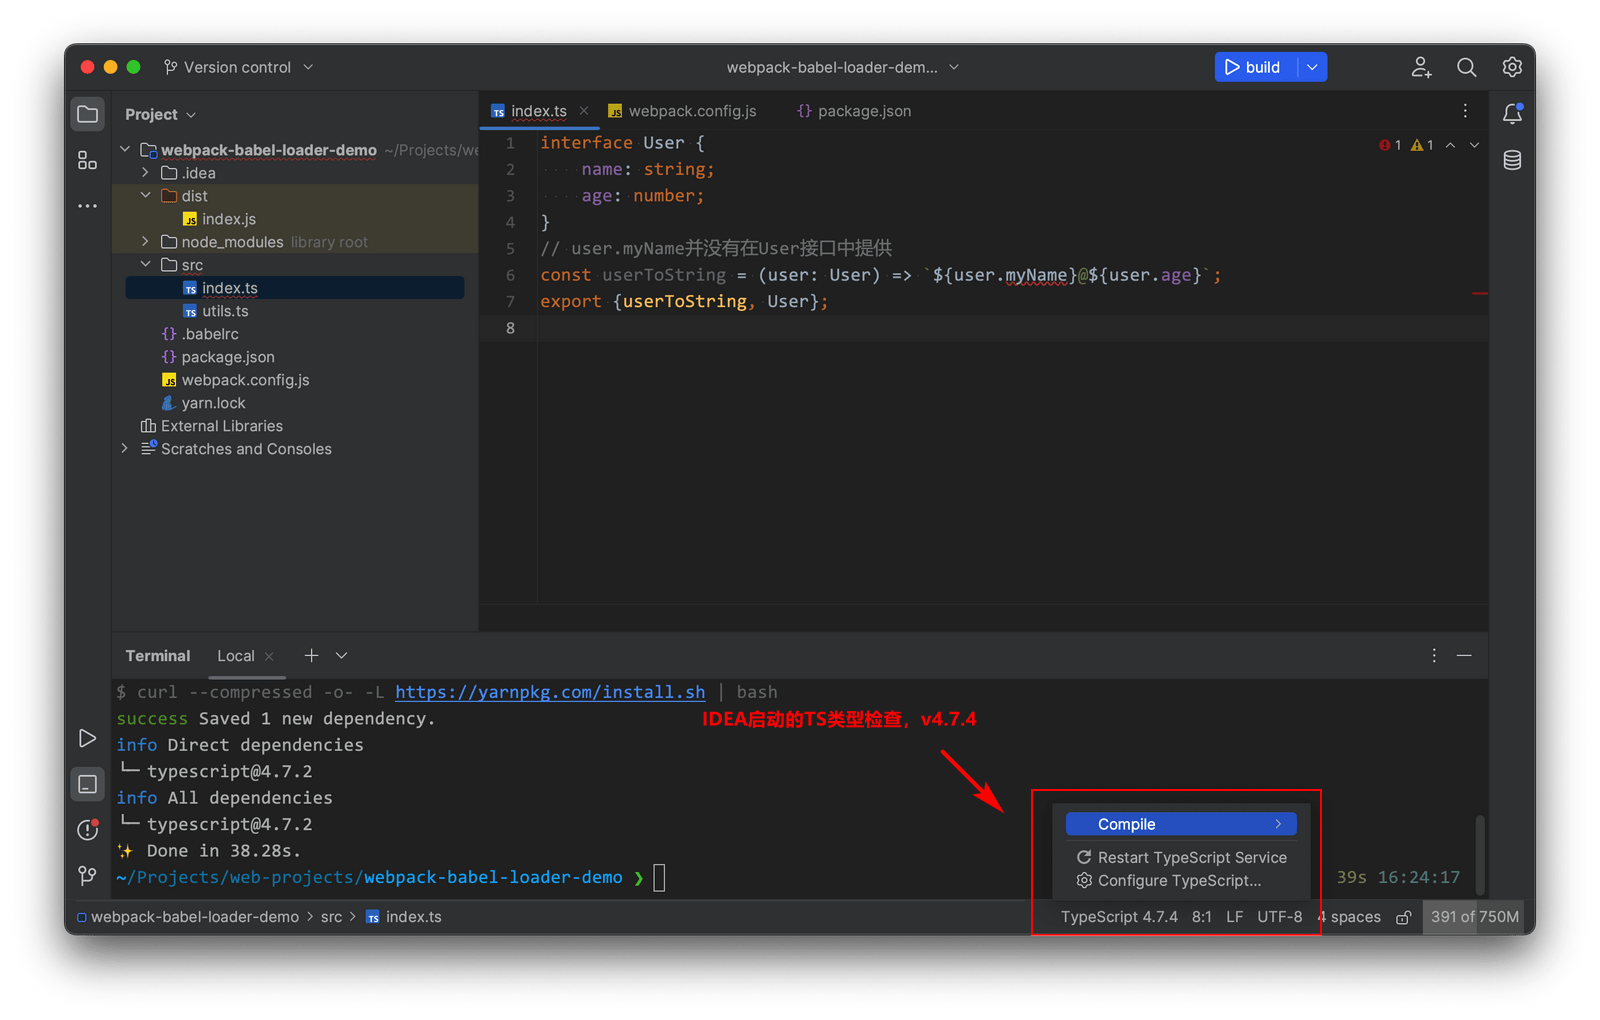 Version control
webpack-babel-loader-dem...
build
Project
webpack-babel-loader-demo ~/Projects/we
.idea
dist
index.js
node_modules library root
src
index.ts
utils.ts
.babelrc
package.json
webpack.config.js
yarn.lock
External Libraries
Scratches and Consoles
index.ts
webpack.config.js
package.json
1 interface User {
2 name: string;
3 age: number;
4 }
5 // user.myName并没有在User接口中提供
6 const userToString = (user: User) => `${user.myName}@${user.age}`;
7 export {userToString, User};
8
1 1
Terminal Local
$ curl --compressed -o- -L https://yarnpkg.com/install.sh | bash
success Saved 1 new dependency.
info Direct dependencies
└─ typescript@4.7.2
info All dependencies
└─ typescript@4.7.2
✨ Done in 38.28s.
~/Projects/web-projects/webpack-babel-loader-demo ❯
39s 16:24:17
IDEA启动的TS类型检查，v4.7.4
Compile
Restart TypeScript Service
Configure TypeScript...
webpack-babel-loader-demo > src > index.ts
TypeScript 4.7.4 8:1 LF UTF-8 4 spaces 391 of 750M